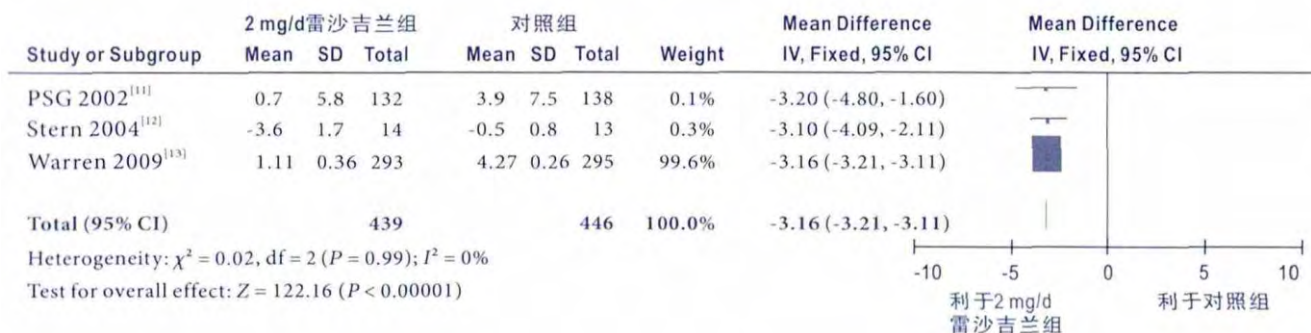 2 mg/d雷沙吉兰组 对照组 Mean Difference Mean Difference
Study or Subgroup Mean SD Total Mean SD Total Weight IV, Fixed, 95% CI IV, Fixed, 95% CI
PSG 2002[11] 0.7 5.8 132 3.9 7.5 138 0.1% -3.20 (-4.80, -1.60)
Stern 2004[12] -3.6 1.7 14 -0.5 0.8 13 0.3% -3.10 (-4.09, -2.11)
Warren 2009[13] 1.11 0.36 293 4.27 0.26 295 99.6% -3.16 (-3.21, -3.11)
Total (95% CI) 439 446 100.0% -3.16 (-3.21, -3.11)
Heterogeneity: χ² = 0.02, df = 2 (P = 0.99); I² = 0%
Test for overall effect: Z = 122.16 (P < 0.00001)
-10 -5 0 5 10
利于2 mg/d 利于对照组
雷沙吉兰组